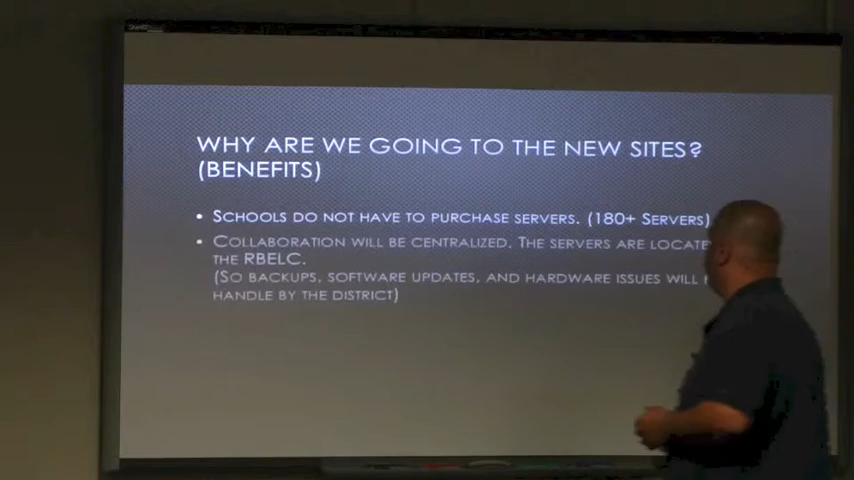 WHY ARE WE GOING TO THE NEW SITES?
(BENEFITS)
• SCHOOLS DO NOT HAVE TO PURCHASE SERVERS. (180+ SERVERS)
• COLLABORATION WILL BE CENTRALIZED. THE SERVERS ARE LOCATE
THE RBELC.
(SO BACKUPS, SOFTWARE UPDATES, AND HARDWARE ISSUES WILL
HANDLE BY THE DISTRICT)